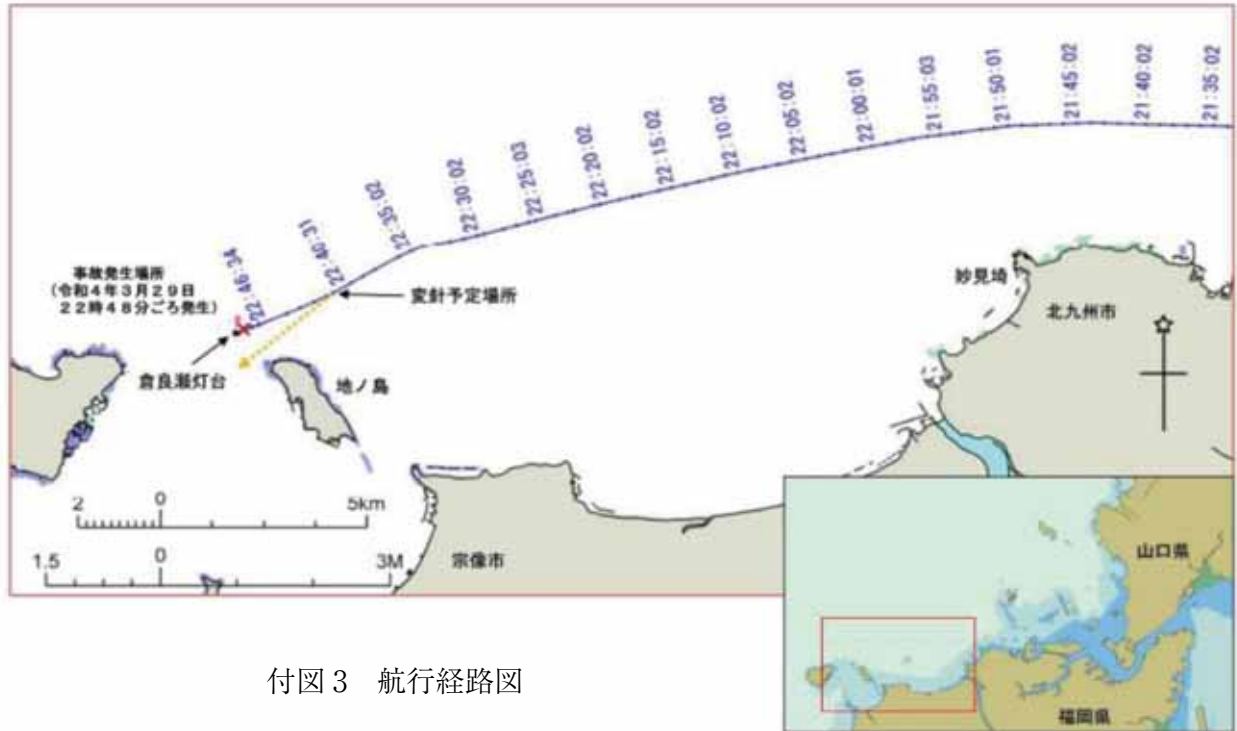 21:35:02
21:40:02
21:45:02
21:50:01
21:55:03
22:00:01
22:05:02
22:10:02
22:15:02
22:20:02
22:25:03
22:30:02
22:35:02
22:40:31
22:46:34
事故発生場所
(令和4年3月29日
22時48分ごろ発生)
変針予定場所
倉良瀬灯台
地ノ島
妙見埼
北九州市
宗像市
2 0 5km
1.5 0 3M
山口県
福岡県
付図3 航行経路図